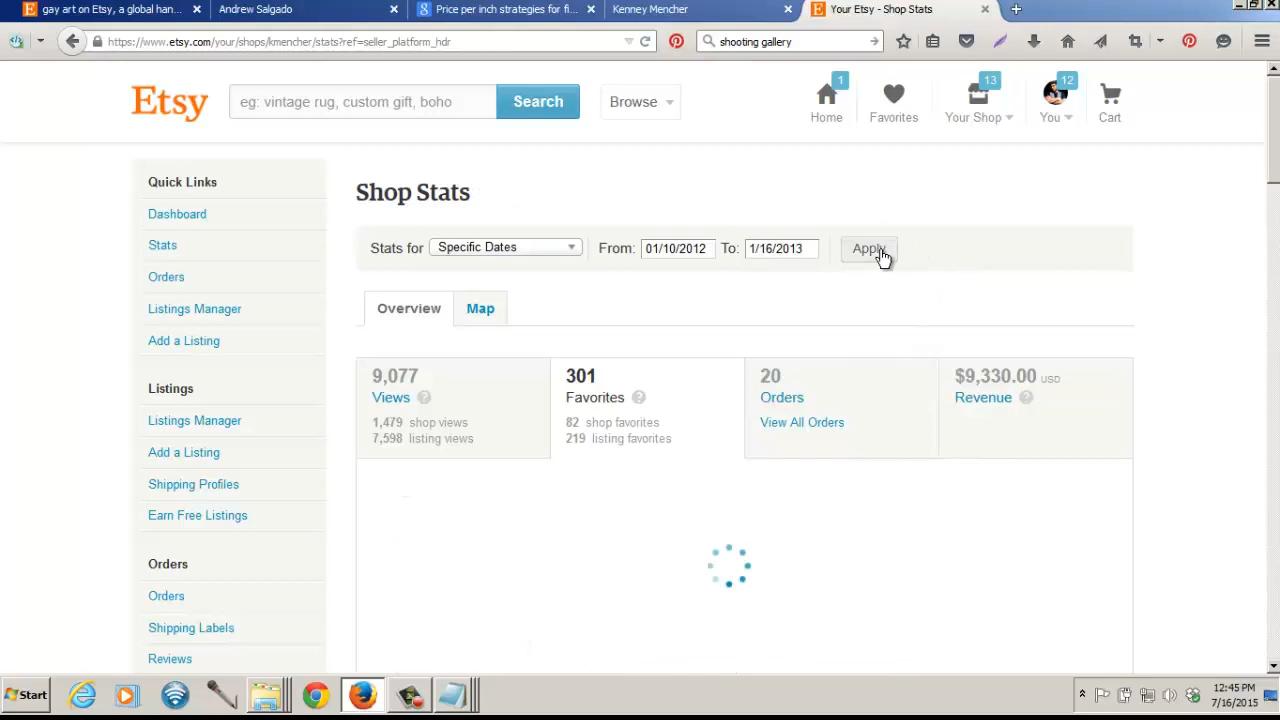 gay art on Etsy, a global han...
Andrew Salgado
Price per inch strategies for fi...
Kenney Mencher
Your Etsy - Shop Stats
https://www.etsy.com/your/shops/kmencher/stats?ref=seller_platform_hdr
shooting gallery
Etsy
eg: vintage rug, custom gift, boho
Search
Browse
1
Home
Favorites
13
Your Shop
12
You
Cart
Quick Links
Dashboard
Stats
Orders
Listings Manager
Add a Listing
Listings
Listings Manager
Add a Listing
Shipping Profiles
Earn Free Listings
Orders
Orders
Shipping Labels
Reviews
Shop Stats
Stats for Specific Dates From: 01/10/2012 To: 1/16/2013 Apply
Overview Map
9,077
Views ?
1,479 shop views
7,598 listing views
301
Favorites ?
82 shop favorites
219 listing favorites
20
Orders
View All Orders
$9,330.00 USD
Revenue ?
Start
12:45 PM
7/16/2015